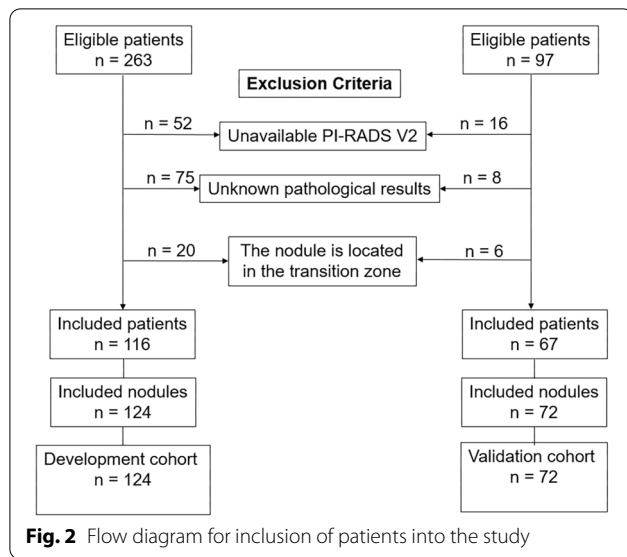 Eligible patients
n = 263
Eligible patients
n = 97
Exclusion Criteria
n = 52
Unavailable PI-RADS V2
n = 16
n = 75
Unknown pathological results
n = 8
n = 20
The nodule is located
in the transition zone
n = 6
Included patients
n = 116
Included patients
n = 67
Included nodules
n = 124
Included nodules
n = 72
Development cohort
n = 124
Validation cohort
n = 72
Fig. 2 Flow diagram for inclusion of patients into the study